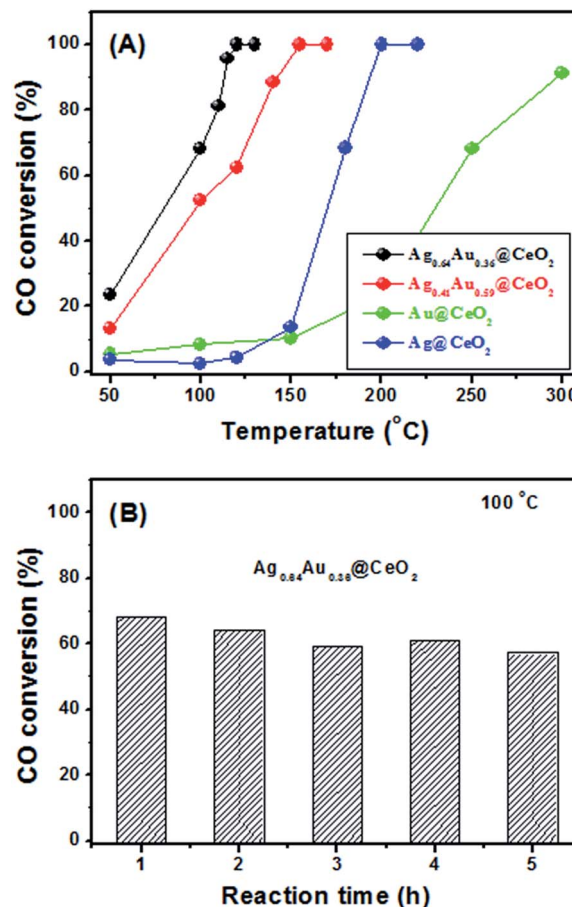 (A)
100
80
60
40
20
0
CO conversion (%)
Ag₀.₆₄Au₀.₃₆@CeO₂
Ag₀.₄₁Au₀.₅₉@CeO₂
Au@CeO₂
Ag@CeO₂
50 100 150 200 250 300
Temperature (°C)
(B)
100 °C
Ag₀.₆₄Au₀.₃₆@CeO₂
100
80
60
40
20
0
CO conversion (%)
1 2 3 4 5
Reaction time (h)